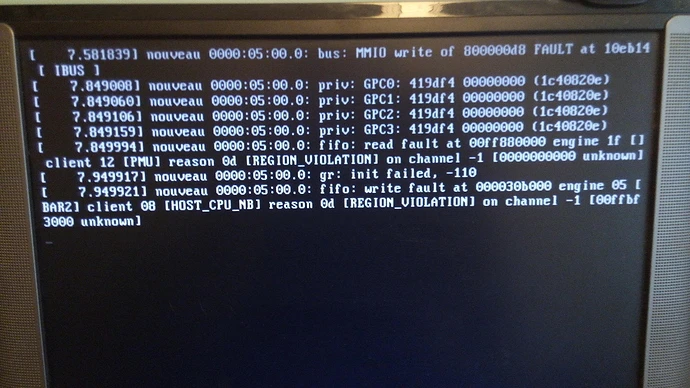 [    7.581839] nouveau 0000:05:00.0: bus: MMIO write of 800000d8 FAULT at 10eb14
 [ IBUS ]
[    7.849008] nouveau 0000:05:00.0: priv: GPC0: 419df4 00000000 (1c40820e)
[    7.849060] nouveau 0000:05:00.0: priv: GPC1: 419df4 00000000 (1c40820e)
[    7.849106] nouveau 0000:05:00.0: priv: GPC2: 419df4 00000000 (1c40820e)
[    7.849159] nouveau 0000:05:00.0: priv: GPC3: 419df4 00000000 (1c40820e)
[    7.849994] nouveau 0000:05:00.0: fifo: read fault at 00ff880000 engine 1f []
 client 12 [PMU] reason 0d [REGION_VIOLATION] on channel -1 [0000000000 unknown]
[    7.949917] nouveau 0000:05:00.0: gr: init failed, -110
[    7.949921] nouveau 0000:05:00.0: fifo: write fault at 000030b000 engine 05 [
BAR2] client 08 [HOST_CPU_NB] reason 0d [REGION_VIOLATION] on channel -1 [00ffbf
3000 unknown]
_